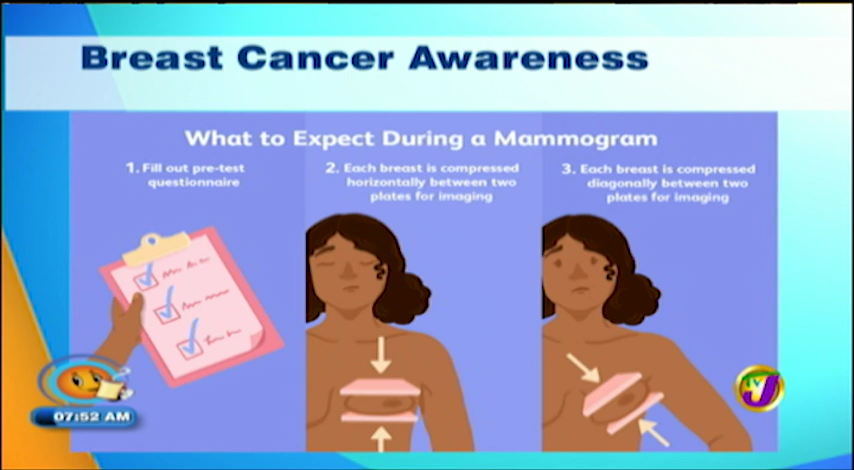 Breast Cancer Awareness
What to Expect During a Mammogram
1. Fill out pre-test
questionnaire
2. Each breast is compressed
horizontally between two
plates for imaging
3. Each breast is compressed
diagonally between two
plates for imaging
07:52 AM
TVJ